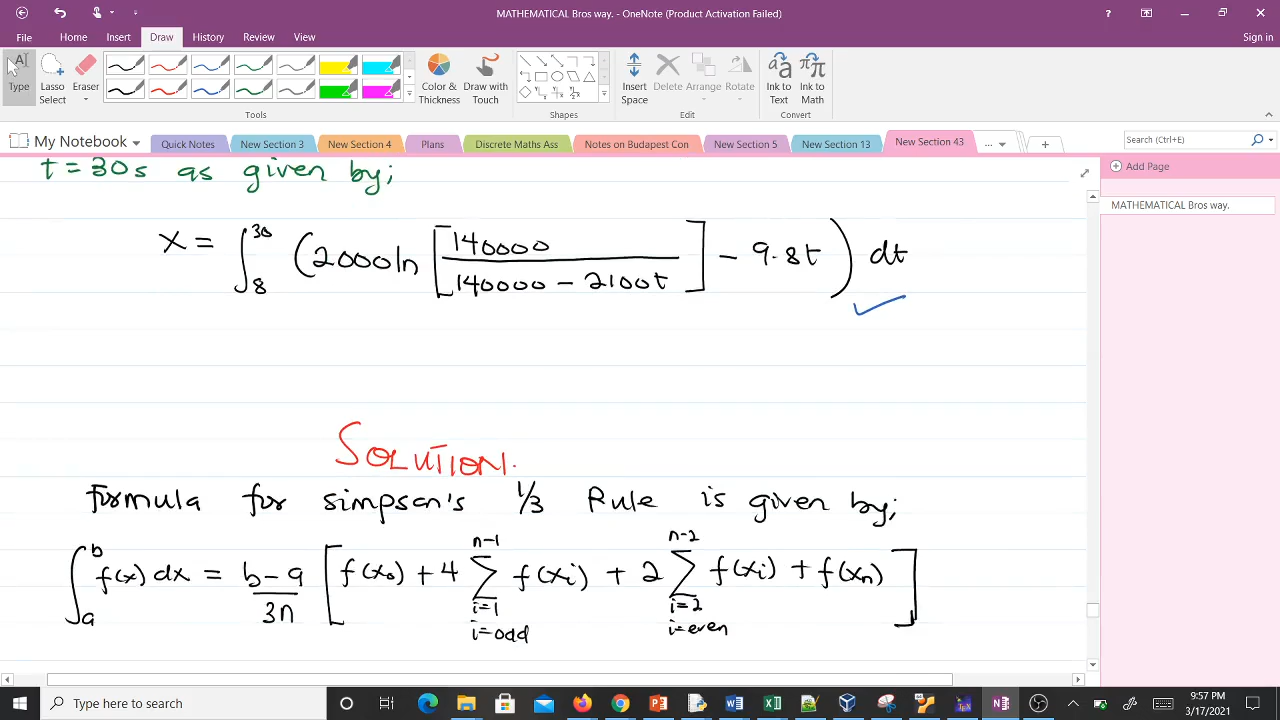 MATHEMATICAL Bros way. - OneNote (Product Activation Failed)
File Home Insert Draw History Review View Sign in
Type Lasso Select Eraser Color & Thickness Draw with Touch Insert Space Delete Arrange Rotate Ink to Text Ink to Math
Tools Shapes Edit Convert
My Notebook Quick Notes New Section 3 New Section 4 Plans Discrete Maths Ass Notes on Budapest Con New Section 5 New Section 13 New Section 43 ... + Search (Ctrl+E)
Add Page
MATHEMATICAL Bros way.
t = 30s as given by;
x = ∫_8^30 (2000ln [140000 / (140000 - 2100t)] - 9.8t) dt
SOLUTION.
formula for simpson's 1/3 Rule is given by;
∫_a^b f(x) dx = (b-a)/3n [f(x₀) + 4 ∑_{i=1, i=odd}^{n-1} f(xi) + 2 ∑_{i=2, i=even}^{n-2} f(xi) + f(xn)]
Type here to search
9:57 PM
3/17/2021